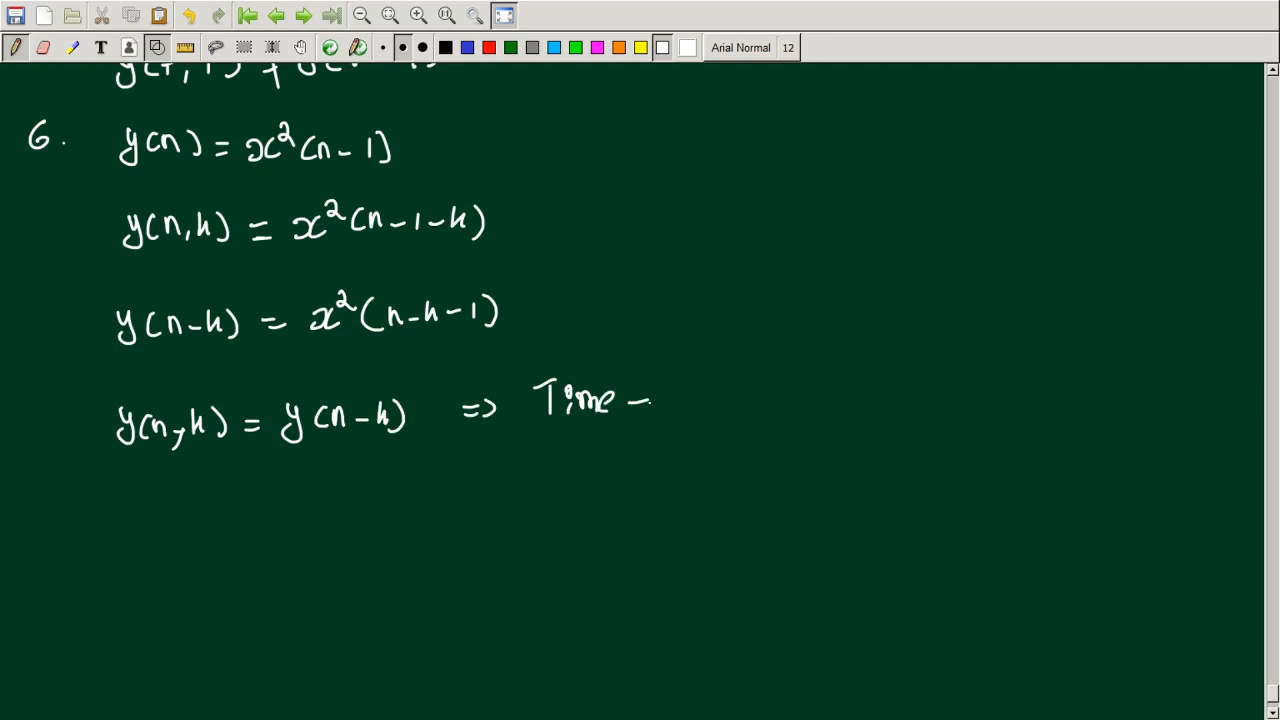 Arial Normal 12
6. y(n) = x²(n-1)
y(n,k) = x²(n-1-k)
y(n-k) = x²(n-k-1)
y(n,k) = y(n-k) => Time -